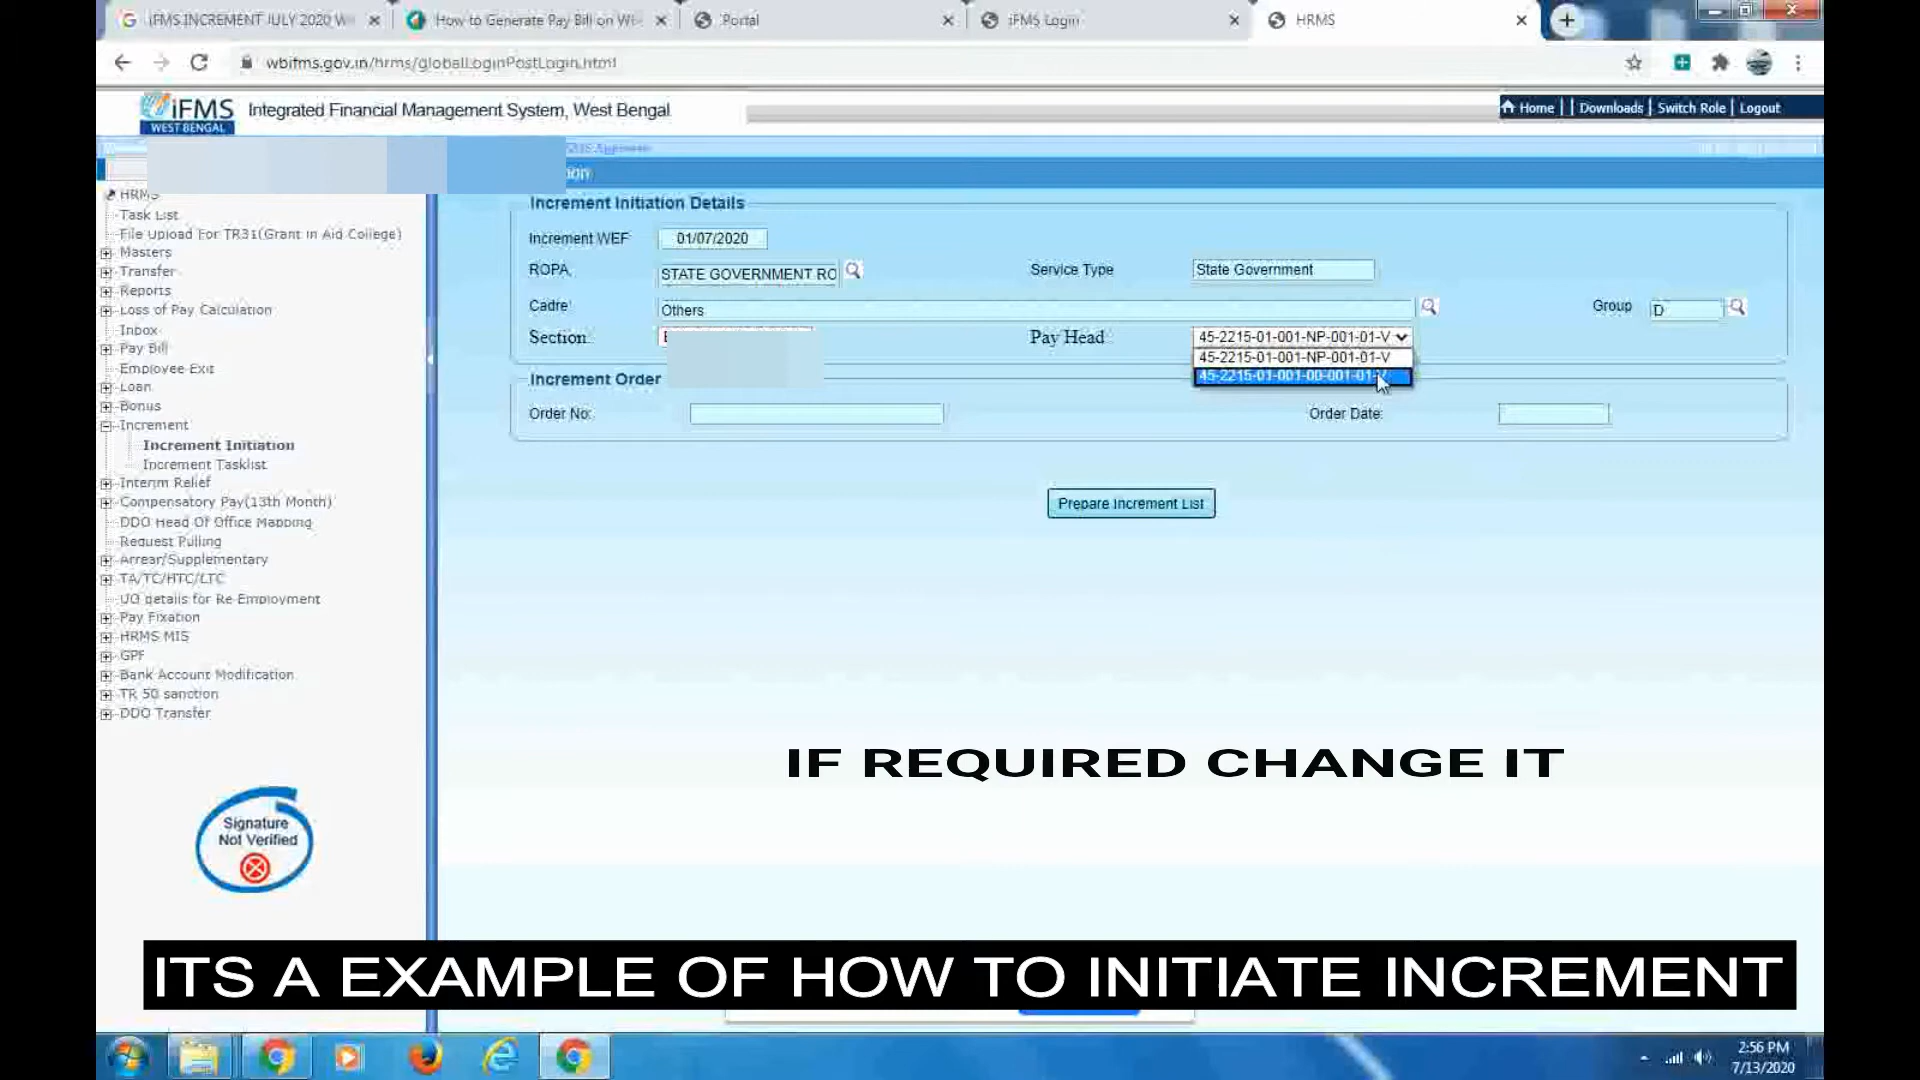 iFMS INCREMENT JULY 2020 W
How to Generate Pay Bill on WB
Portal
iFMS Login
HRMS
wbifms.gov.in/hrms/globalLoginPostLogin.html
iFMS
WEST BENGAL
Integrated Financial Management System, West Bengal
Home | | Downloads | Switch Role | Logout
HRMS
Task List
File Upload For TR31(Grant in Aid College)
Masters
Transfer
Reports
Loss of Pay Calculation
Inbox
Pay Bill
Employee Exit
Loan
Bonus
Increment
Increment Initiation
Increment Tasklist
Interim Relief
Compensatory Pay(13th Month)
DDO Head Of Office Mapping
Request Pulling
Arrear/Supplementary
TA/TC/HTC/LTC
UO details for Re Employment
Pay Fixation
HRMS MIS
GPF
Bank Account Modification
TR 50 sanction
DDO Transfer
Signature
Not Verified
Increment Initiation Details
Increment WEF 01/07/2020
ROPA STATE GOVERNMENT RO Service Type State Government
Cadre Others Group D
Section Pay Head 45-2215-01-001-NP-001-01-V
45-2215-01-001-NP-001-01-V
45-2215-01-001-00-001-01-V
Increment Order
Order No: Order Date:
Prepare Increment List
IF REQUIRED CHANGE IT
ITS A EXAMPLE OF HOW TO INITIATE INCREMENT
2:56 PM
7/13/2020